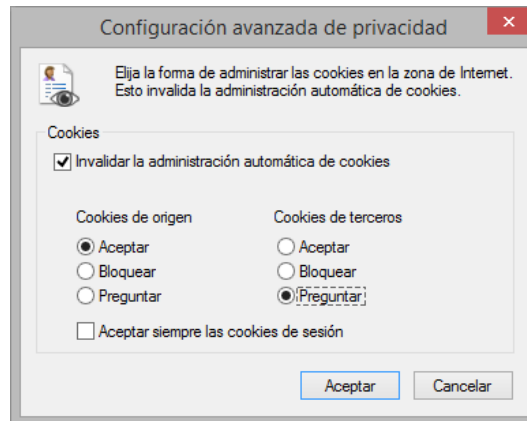 Configuración avanzada de privacidad
Elija la forma de administrar las cookies en la zona de Internet.
Esto invalida la administración automática de cookies.
Cookies
Invalidar la administración automática de cookies
Cookies de origen
Aceptar
Bloquear
Preguntar
Cookies de terceros
Aceptar
Bloquear
Preguntar
Aceptar siempre las cookies de sesión
Aceptar
Cancelar